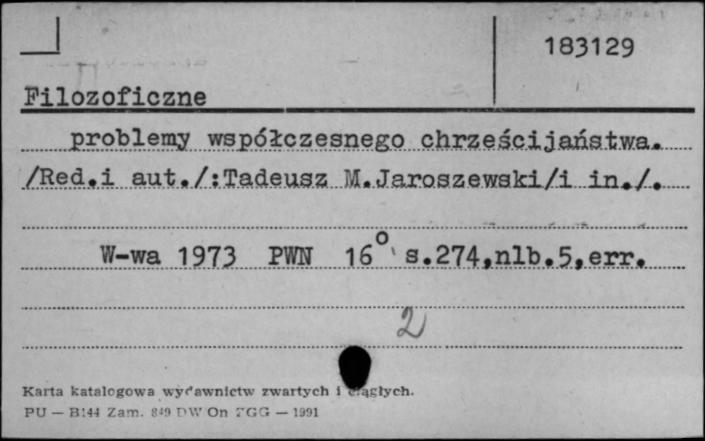 183129
Filozoficzne
problemy współczesnego chrześcijaństwa.
/Red.i aut./:Tadeusz M.Jaroszewski/i in./.
W-wa 1973 PWN 16° s.274,nlb.5,err.
2
Karta katalogowa wydawnictw zwartych i ciągłych.
PU — B144 Zam. 849 DW On ZGG — 1991